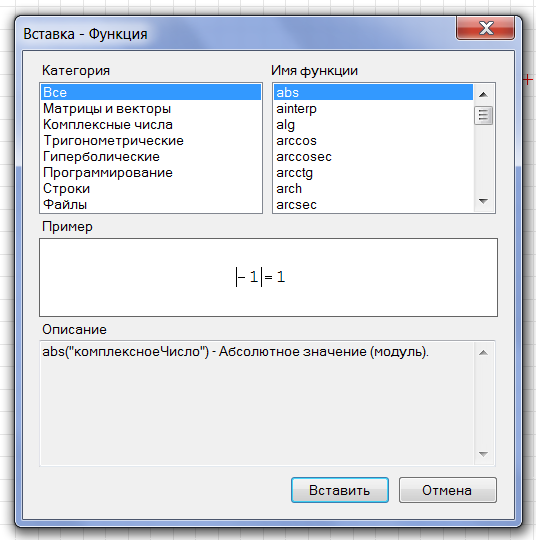 Вставка - Функция
Категория
Имя функции
Все
Матрицы и векторы
Комплексные числа
Тригонометрические
Гиперболические
Программирование
Строки
Файлы
abs
ainterp
alg
arccos
arccosec
arcctg
arch
arcsec
Пример
|- 1| = 1
Описание
abs("комплексноеЧисло") - Абсолютное значение (модуль).
Вставить
Отмена